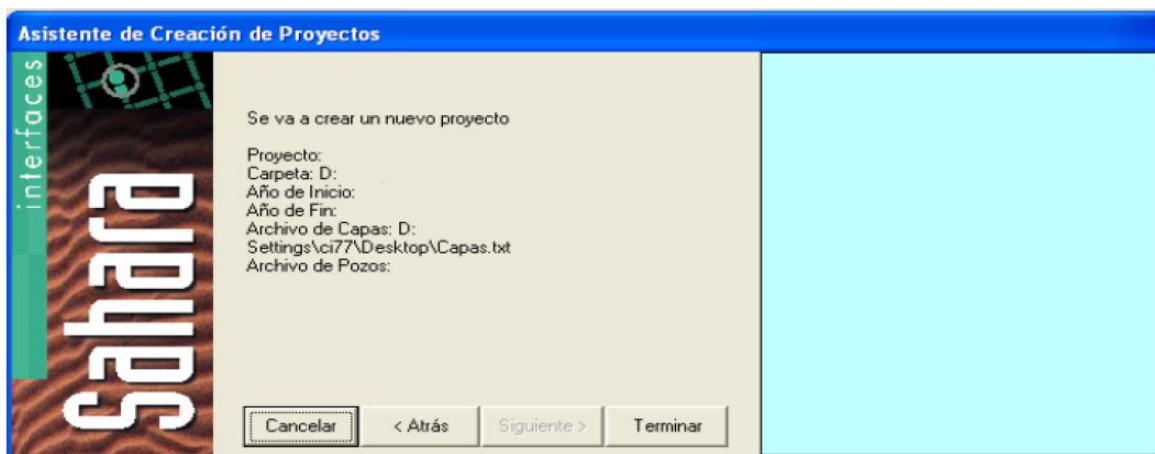 Asistente de Creación de Proyectos
interfaces
Sahara
Se va a crear un nuevo proyecto
Proyecto:
Carpeta: D:
Año de Inicio:
Año de Fin:
Archivo de Capas: D:
Settings\ci77\Desktop\Capas.txt
Archivo de Pozos:
Cancelar
< Atrás
Siguiente >
Terminar